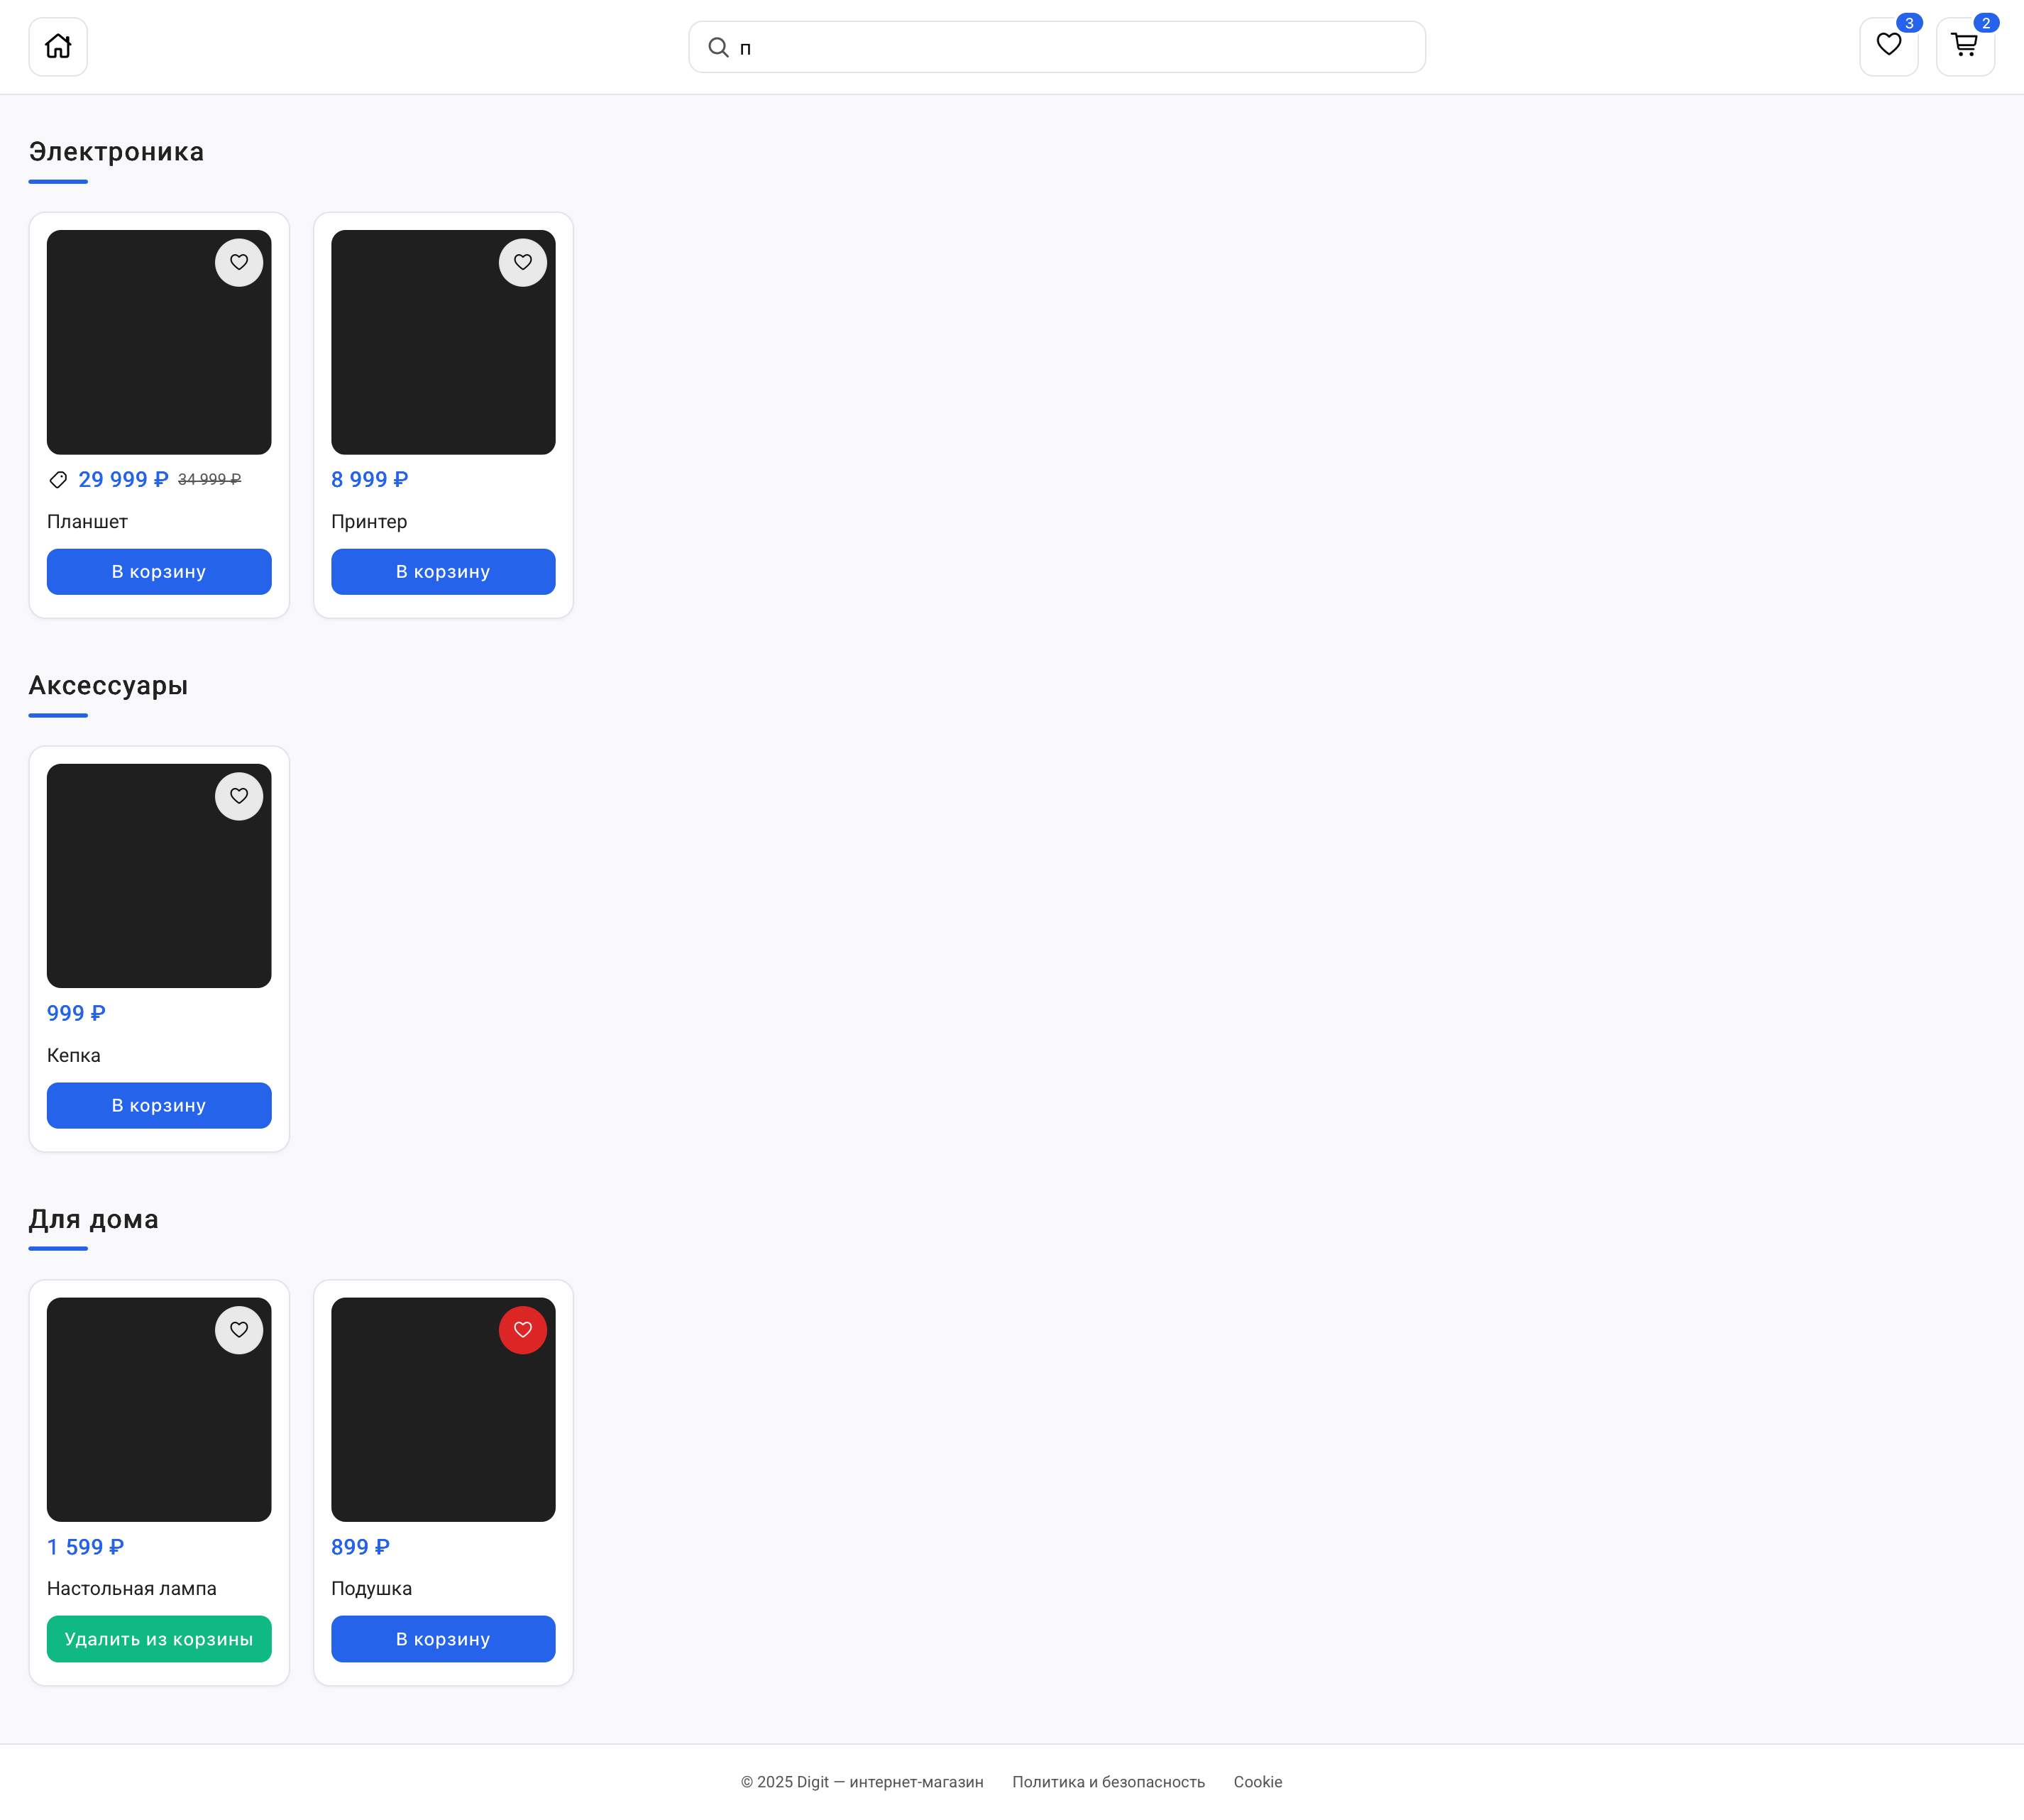 п
3
2
Электроника
29 999 ₽ 34 999 ₽
Планшет
В корзину
8 999 ₽
Принтер
В корзину
Аксессуары
999 ₽
Кепка
В корзину
Для дома
1 599 ₽
Настольная лампа
Удалить из корзины
899 ₽
Подушка
В корзину
© 2025 Digit — интернет-магазин Политика и безопасность Cookie